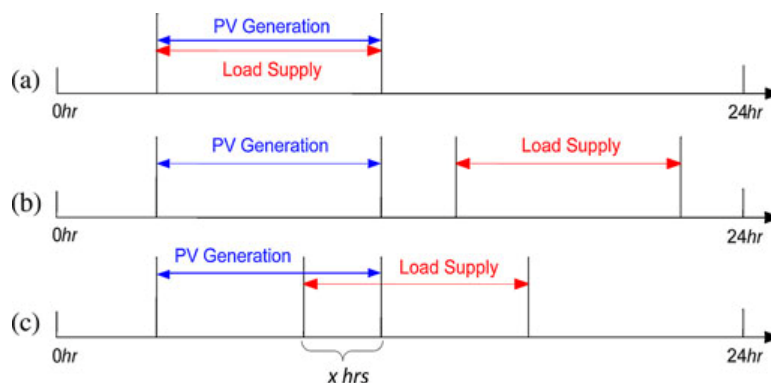 PV Generation
Load Supply
(a)
0hr
24hr
PV Generation
Load Supply
(b)
0hr
24hr
PV Generation
Load Supply
(c)
0hr
24hr
x hrs